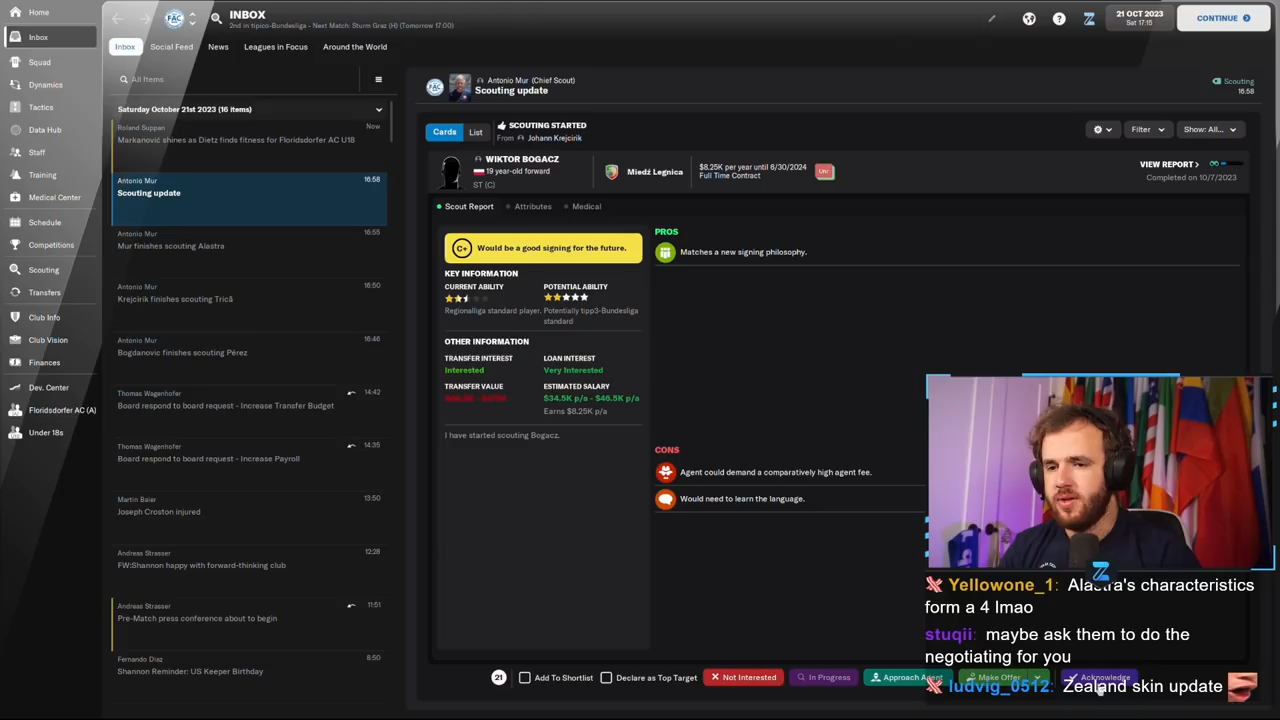 Home
Inbox
Squad
Dynamics
Tactics
Data Hub
Staff
Training
Medical Center
Schedule
Competitions
Scouting
Transfers
Club Info
Club Vision
Finances
Dev. Center
Floridsdorfer AC (A)
Under 18s
FAC
INBOX
2nd in tipico-Bundesliga - Next Match: Sturm Graz (H) (Tomorrow 17:00)
21 OCT 2023
Sat 17:15
CONTINUE
Inbox
Social Feed
News
Leagues in Focus
Around the World
All Items
Saturday October 21st 2023 (16 items)
Roland Suppan
Now
Markanović shines as Dietz finds fitness for Floridsdorfer AC U18
Antonio Mur
16:58
Scouting update
Antonio Mur
16:55
Mur finishes scouting Alastra
Antonio Mur
16:50
Krejcirik finishes scouting Trică
Antonio Mur
16:46
Bogdanovic finishes scouting Pérez
Thomas Wagenhofer
14:42
Board respond to board request - Increase Transfer Budget
Thomas Wagenhofer
14:35
Board respond to board request - Increase Payroll
Martin Baier
13:50
Joseph Croston injured
Andreas Strasser
12:28
FW:Shannon happy with forward-thinking club
Andreas Strasser
11:51
Pre-Match press conference about to begin
Fernando Diaz
8:50
Shannon Reminder: US Keeper Birthday
FAC
Antonio Mur (Chief Scout)
Scouting update
Scouting
16:58
Cards
List
SCOUTING STARTED
From Johann Krejcirik
Filter
Show: All...
WIKTOR BOGACZ
19 year-old forward
ST (C)
Miedź Legnica
$8.25K per year until 6/30/2024
Full Time Contract
Unr
VIEW REPORT >
Completed on 10/7/2023
Scout Report
Attributes
Medical
C+
Would be a good signing for the future.
KEY INFORMATION
CURRENT ABILITY
POTENTIAL ABILITY
Regionalliga standard player.
Potentially tipp3-Bundesliga
standard
OTHER INFORMATION
TRANSFER INTEREST
LOAN INTEREST
Interested
Very Interested
TRANSFER VALUE
ESTIMATED SALARY
$34.5K p/a - $46.5K p/a
Earns $8.25K p/a
I have started scouting Bogacz.
PROS
Matches a new signing philosophy.
CONS
Agent could demand a comparatively high agent fee.
Would need to learn the language.
21
Add To Shortlist
Declare as Top Target
Not Interested
In Progress
Approach Agent
Make Offer
Acknowledge
Yellowone_1: Alastra's characteristics
form a 4 lmao
stuqii: maybe ask them to do the
negotiating for you
ludvig_0512: Zealand skin update